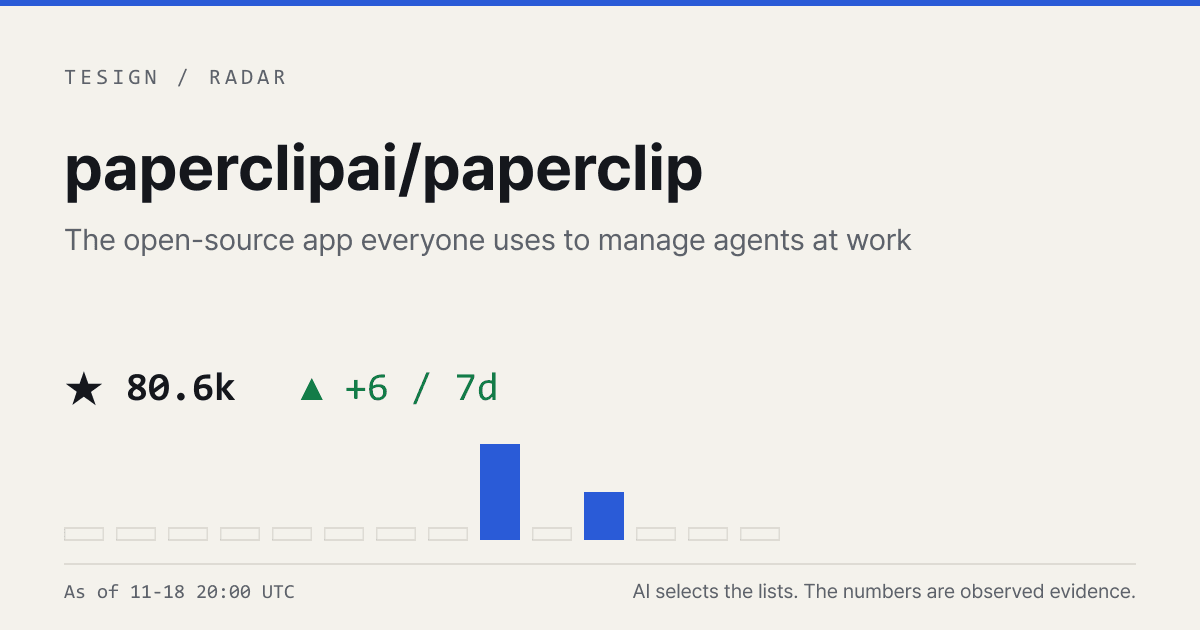 TESIGN / RADAR
paperclipai/paperclip
The open-source app everyone uses to manage agents at work
★ 80.6k ▲ +6 / 7d
As of 11-18 20:00 UTC
AI selects the lists. The numbers are observed evidence.